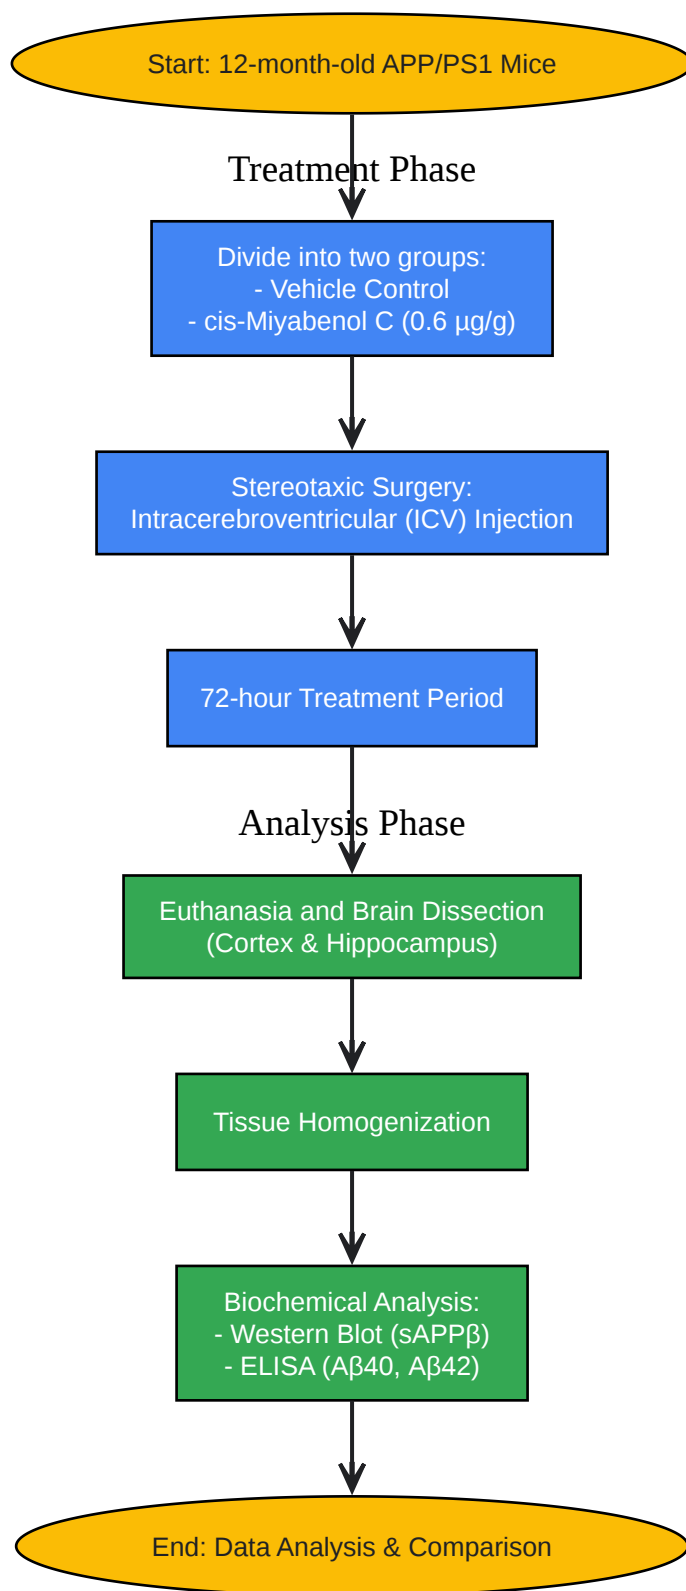 Start: 12-month-old APP/PS1 Mice
Treatment Phase
Divide into two groups:
- Vehicle Control
- cis-Miyabenol C (0.6 µg/g)
Stereotaxic Surgery:
Intracerebroventricular (ICV) Injection
72-hour Treatment Period
Analysis Phase
Euthanasia and Brain Dissection
(Cortex & Hippocampus)
Tissue Homogenization
Biochemical Analysis:
- Western Blot (sAPPβ)
- ELISA (Aβ40, Aβ42)
End: Data Analysis & Comparison